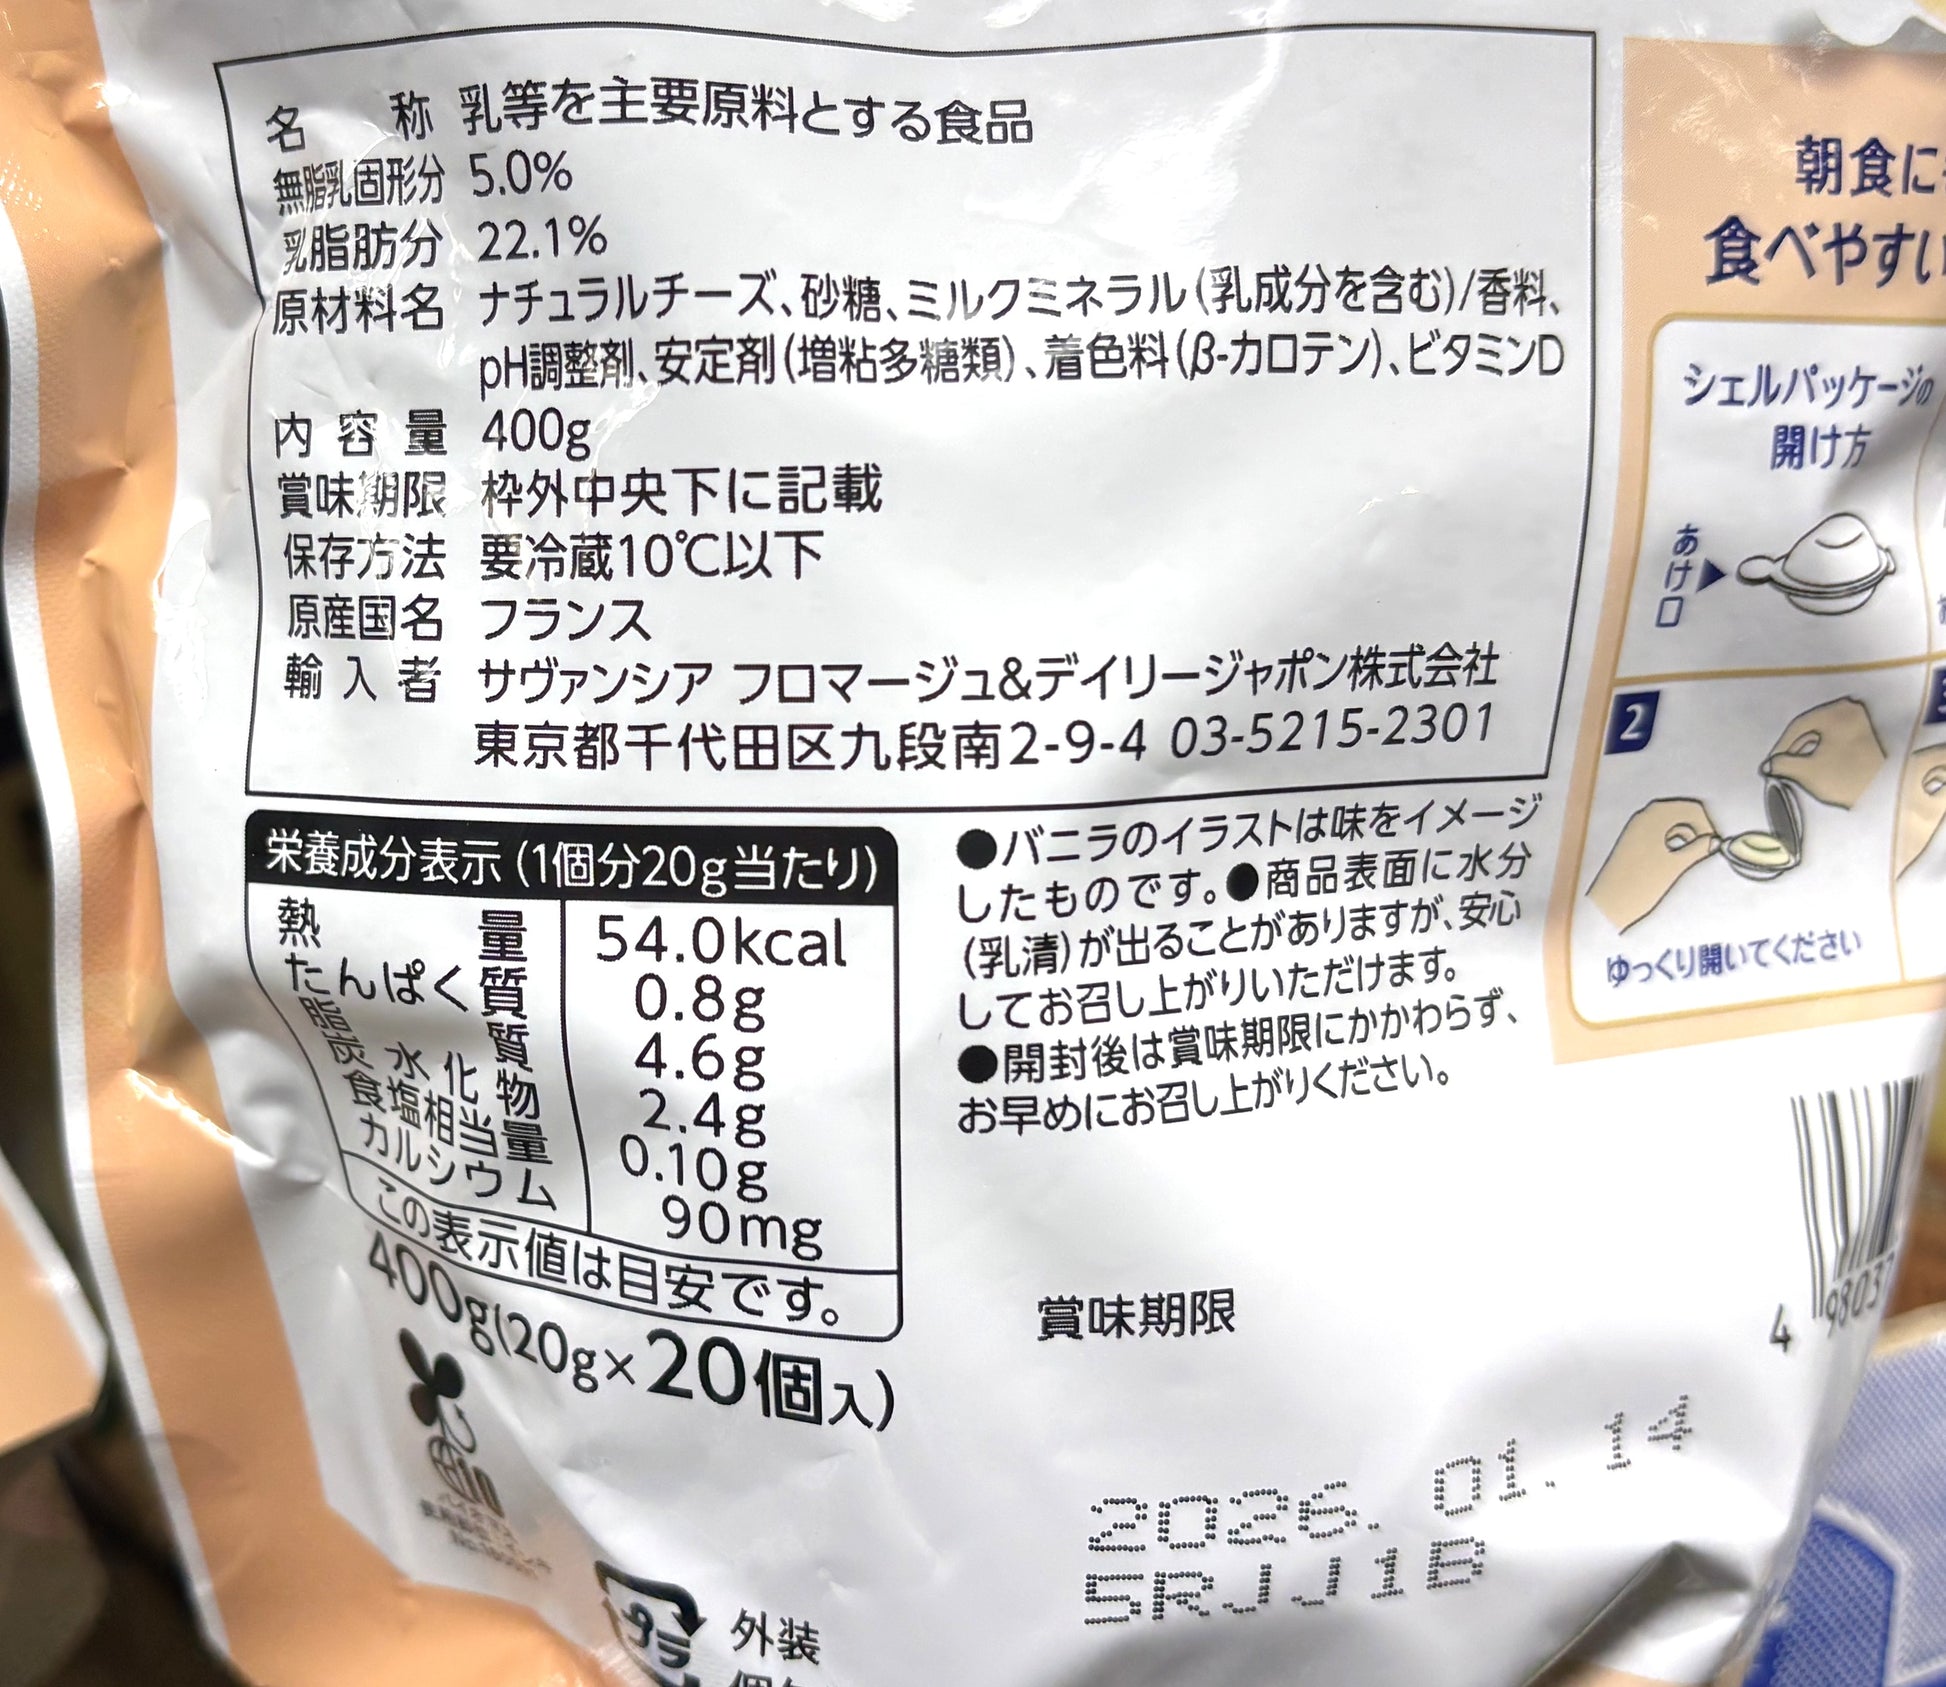 名 称 乳等を主要原料とする食品
無脂乳固形分 5.0%
乳脂肪分 22.1%
原材料名 ナチュラルチーズ、砂糖、ミルクミネラル(乳成分を含む)/香料、
pH調整剤、安定剤(増粘多糖類)、着色料(β-カロテン)、ビタミンD
内容量 400g
賞味期限 枠外中央下に記載
保存方法 要冷蔵10℃以下
原産国名 フランス
輸入者 サヴァンシア フロマージュ&デイリージャポン株式会社
東京都千代田区九段南2-9-4 03-5215-2301
栄養成分表示(1個分20g当たり)
熱量 54.0kcal
たんぱく質 0.8g
脂質 4.6g
炭水化物 2.4g
食塩相当量 0.10g
カルシウム 90mg
この表示値は目安です。
400g(20g×20個入)
●バニラのイラストは味をイメージ
したものです。●商品表面に水分
(乳清)が出ることがありますが、安心
してお召し上がりいただけます。
●開封後は賞味期限にかかわらず、
お早めにお召し上がりください。
賞味期限
2026.01.14
5RJJ1B
10
バイオマス
プラ
外装
朝食に
食べやすい
シェルパッケージの
開け方
あけ口
2
ゆっくり開いてください
4 98037